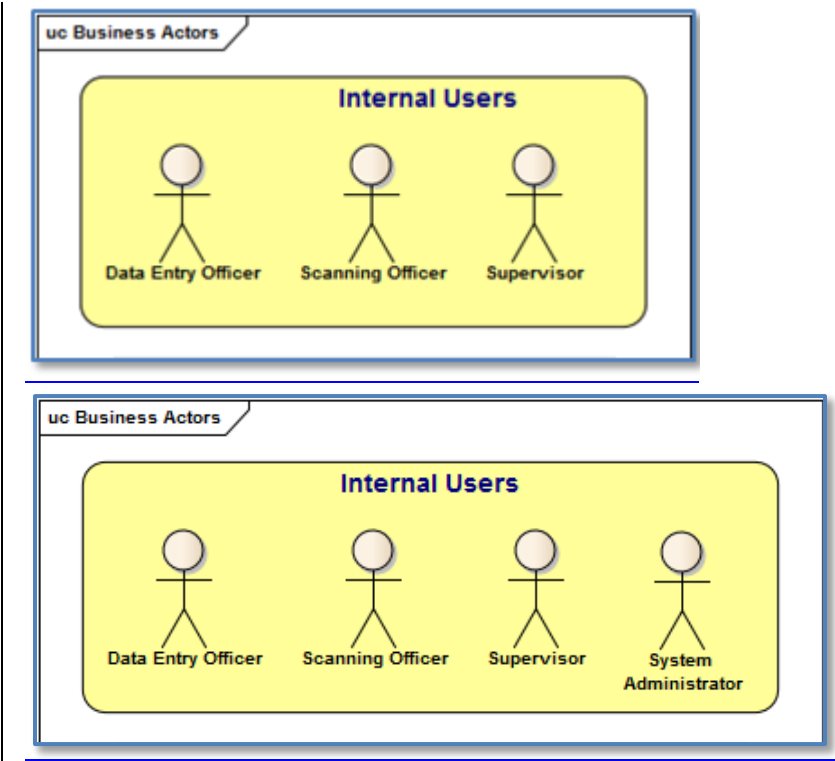 uc Business Actors
Internal Users
Data Entry Officer
Scanning Officer
Supervisor
uc Business Actors
Internal Users
Data Entry Officer
Scanning Officer
Supervisor
System
Administrator